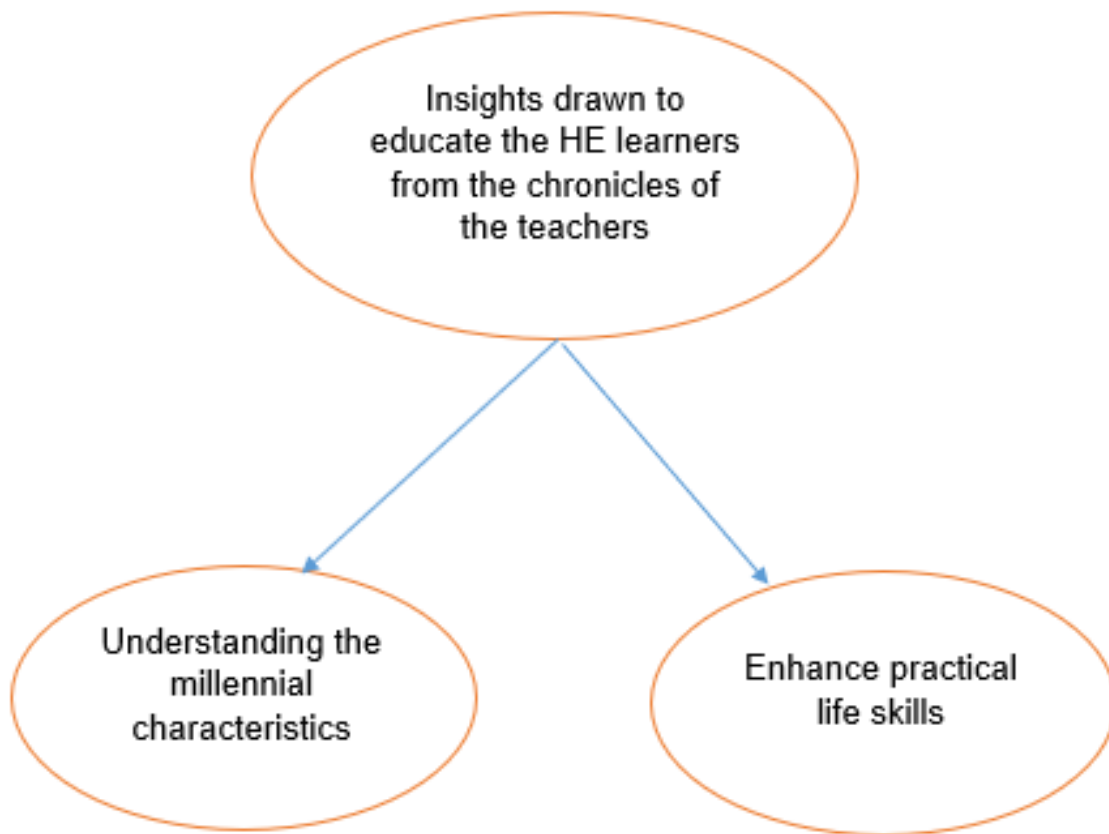 Insights drawn to
educate the HE learners
from the chronicles of
the teachers
Understanding the
millennial
characteristics
Enhance practical
life skills